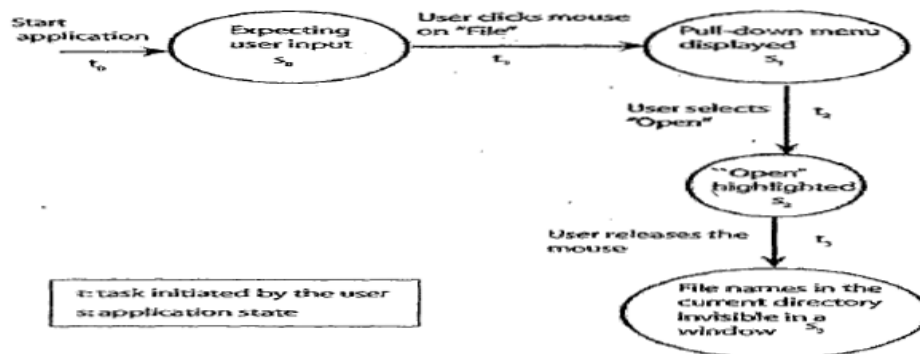 Start
application
t₀
Expecting
user input
s₀
User clicks mouse
on "File"
t₁
Pull-down menu
displayed
s₁
User selects
"Open"
t₂
"Open"
highlighted
s₂
User releases the
mouse
t₃
File names in the
current directory
invisible in a
window s₃
t: task initiated by the user
s: application state